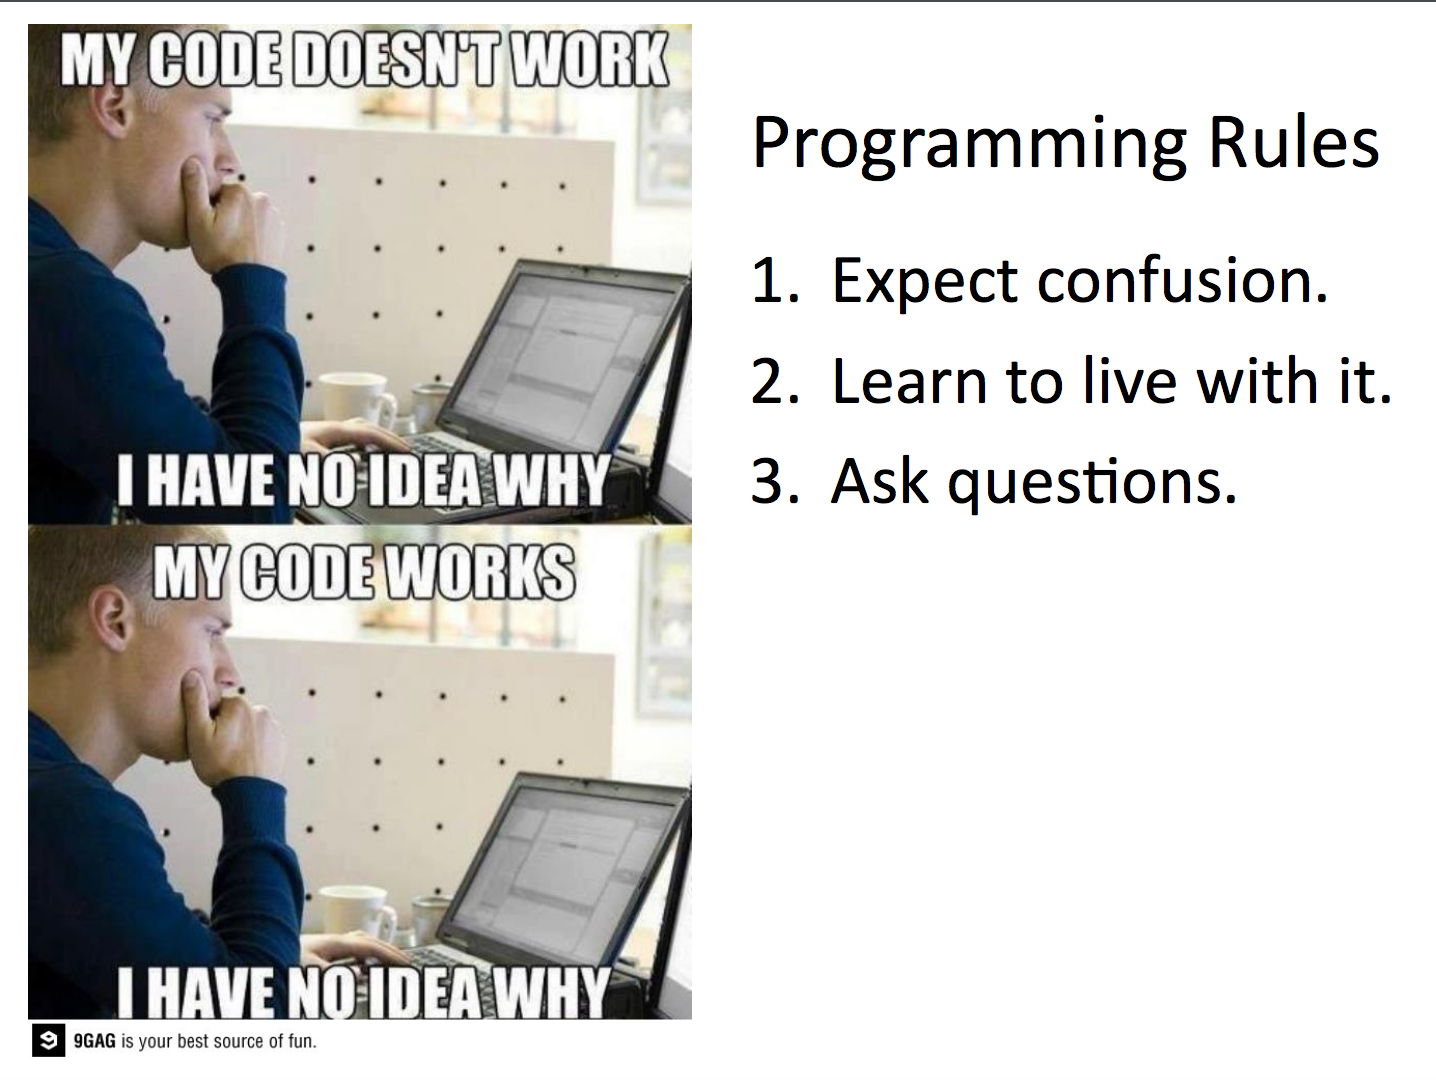 MY CODE DOESN'T WORK
I HAVE NO IDEA WHY
MY CODE WORKS
I HAVE NO IDEA WHY
9GAG is your best source of fun.
Programming Rules
1. Expect confusion.
2. Learn to live with it.
3. Ask questions.